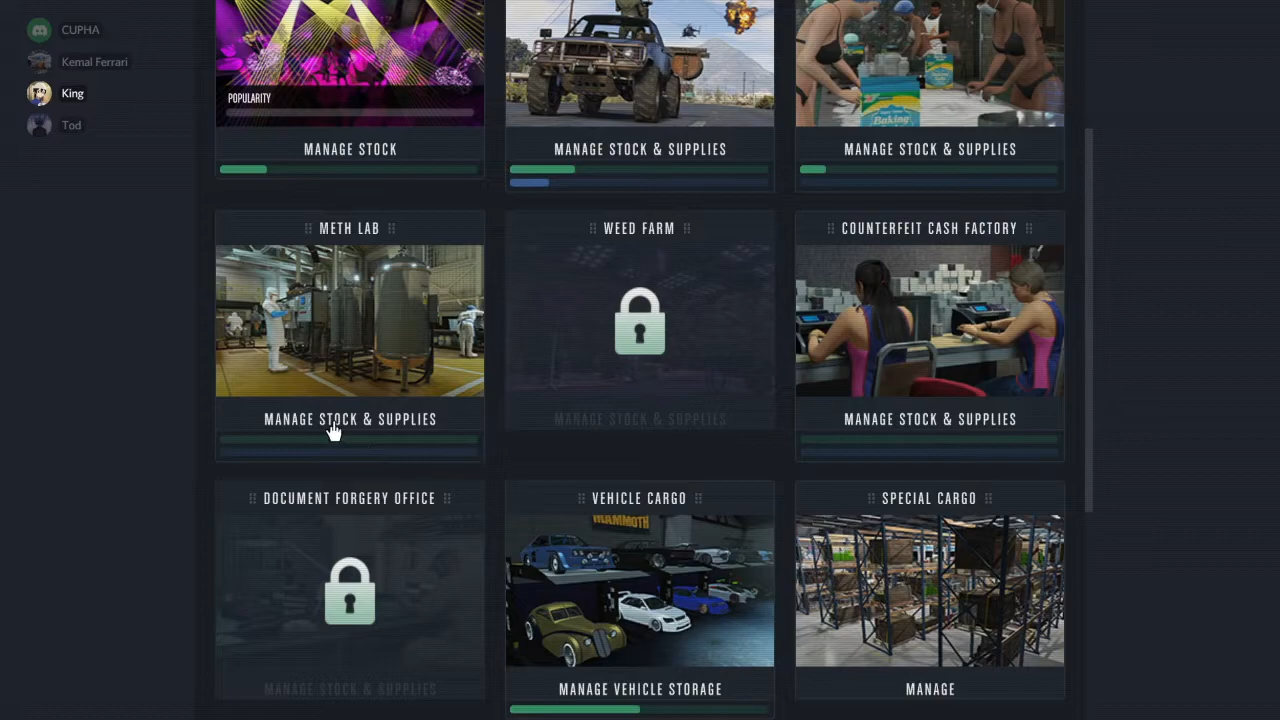 CUPHA
Kemal Ferrari
King
Tod
POPULARITY
Baking
MANAGE STOCK
MANAGE STOCK & SUPPLIES
MANAGE STOCK & SUPPLIES
METH LAB
WEED FARM
COUNTERFEIT CASH FACTORY
MANAGE STOCK & SUPPLIES
MANAGE STOCK & SUPPLIES
MANAGE STOCK & SUPPLIES
DOCUMENT FORGERY OFFICE
VEHICLE CARGO
SPECIAL CARGO
MAMMOTH
MANAGE STOCK & SUPPLIES
MANAGE VEHICLE STORAGE
MANAGE